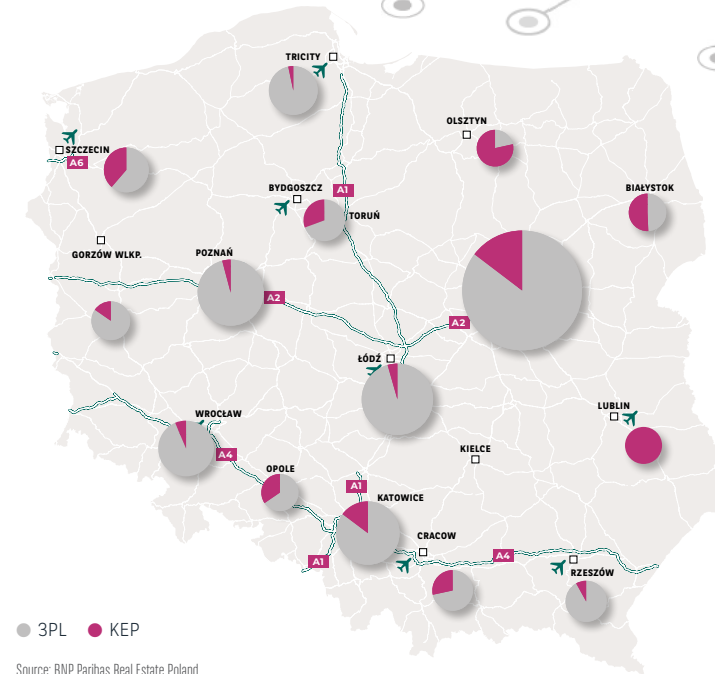 TRICITY
OLSZTYN
SZCZECIN
A6
BYDGOSZCZ
A1
TORUŃ
BIAŁYSTOK
GORZÓW WLKP.
POZNAŃ
A2
A2
ŁÓDŹ
WROCŁAW
LUBLIN
A4
KIELCE
OPOLE
A1
KATOWICE
CRACOW
A4
A1
RZESZÓW
3PL KEP
Source: BNP Paribas Real Estate Poland